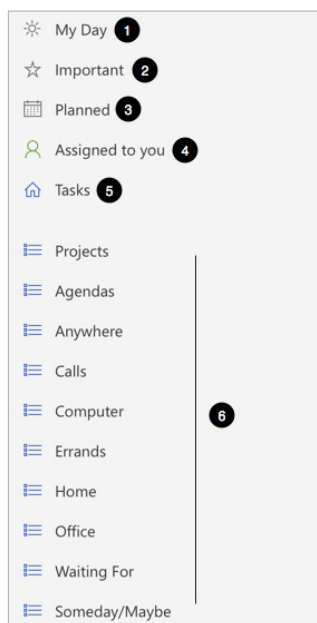 My Day 1
Important 2
Planned 3
Assigned to you 4
Tasks 5
Projects
Agendas
Anywhere
Calls
Computer
6
Errands
Home
Office
Waiting For
Someday/Maybe